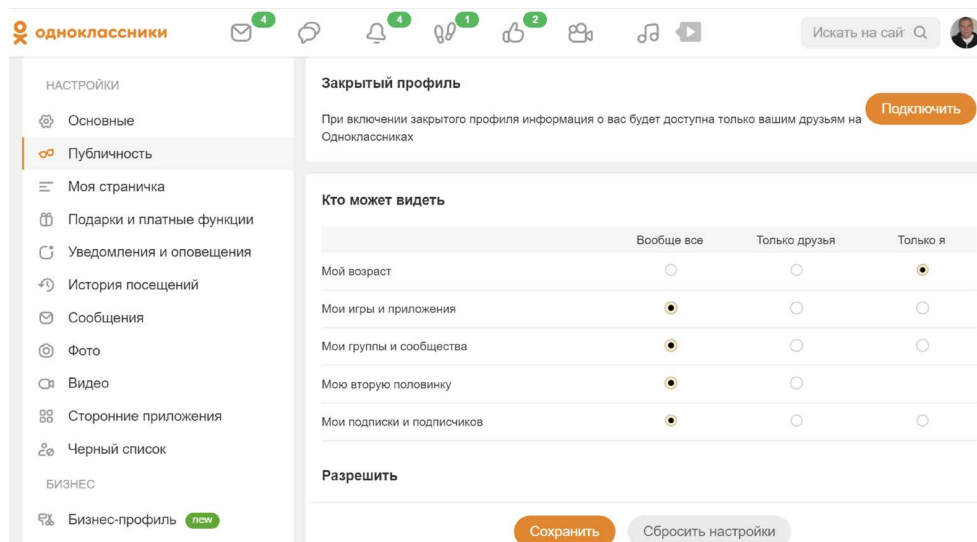 одноклассники
4
4
1
2
Искать на сай
НАСТРОЙКИ
Основные
Публичность
Моя страничка
Подарки и платные функции
Уведомления и оповещения
История посещений
Сообщения
Фото
Видео
Сторонние приложения
Черный список
БИЗНЕС
Бизнес-профиль new
Закрытый профиль
При включении закрытого профиля информация о вас будет доступна только вашим друзьям на
Одноклассниках
Подключить
Кто может видеть
Вообще все Только друзья Только я
Мой возраст
Мои игры и приложения
Мои группы и сообщества
Мою вторую половинку
Мои подписки и подписчиков
Разрешить
Сохранить Сбросить настройки